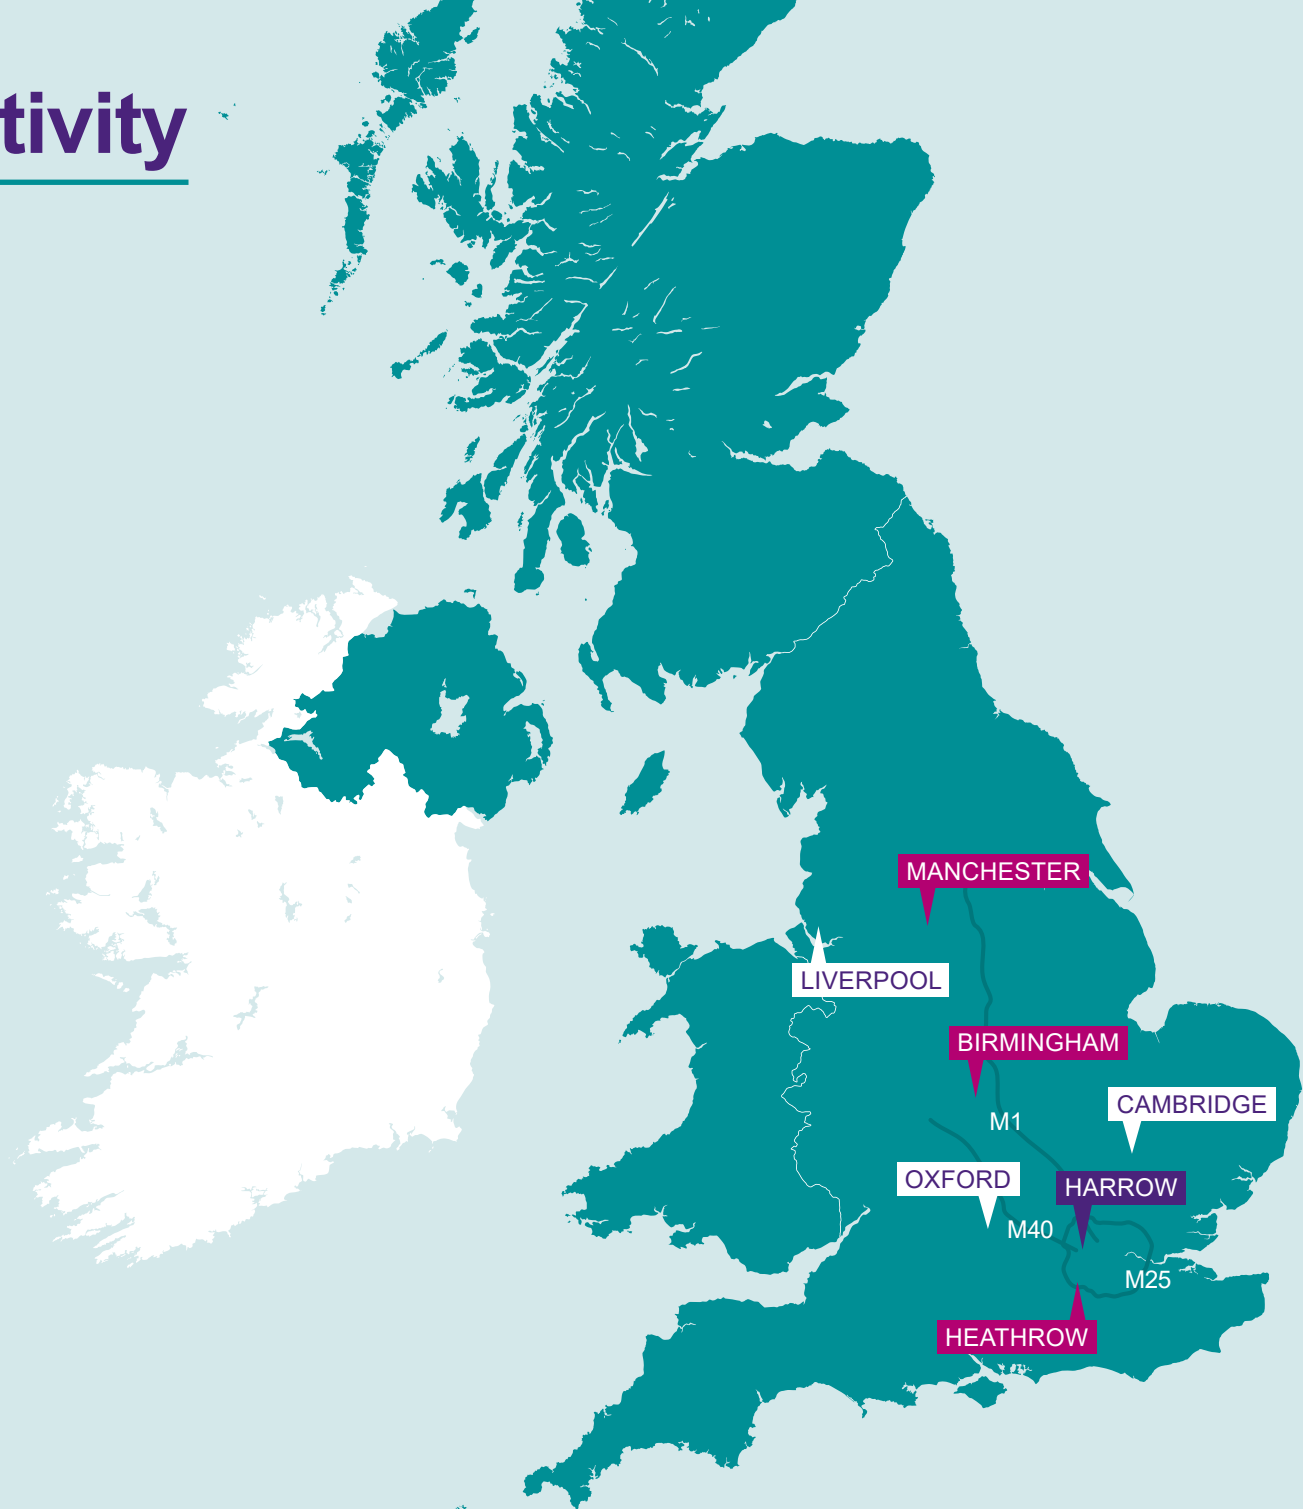 tivity
MANCHESTER
LIVERPOOL
BIRMINGHAM
CAMBRIDGE
M1
OXFORD
HARROW
M40
M25
HEATHROW